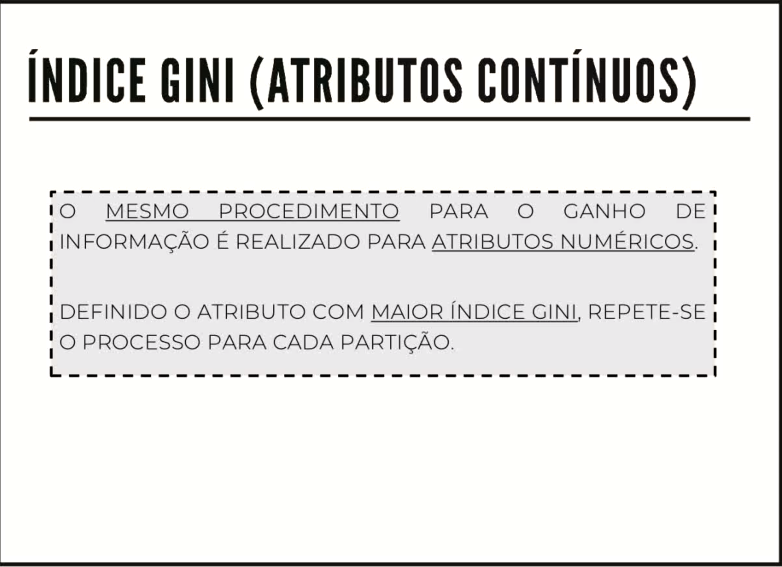 ÍNDICE GINI (ATRIBUTOS CONTÍNUOS)
O MESMO PROCEDIMENTO PARA O GANHO DE
INFORMAÇÃO É REALIZADO PARA ATRIBUTOS NUMÉRICOS.
DEFINIDO O ATRIBUTO COM MAIOR ÍNDICE GINI, REPETE-SE
O PROCESSO PARA CADA PARTIÇÃO.